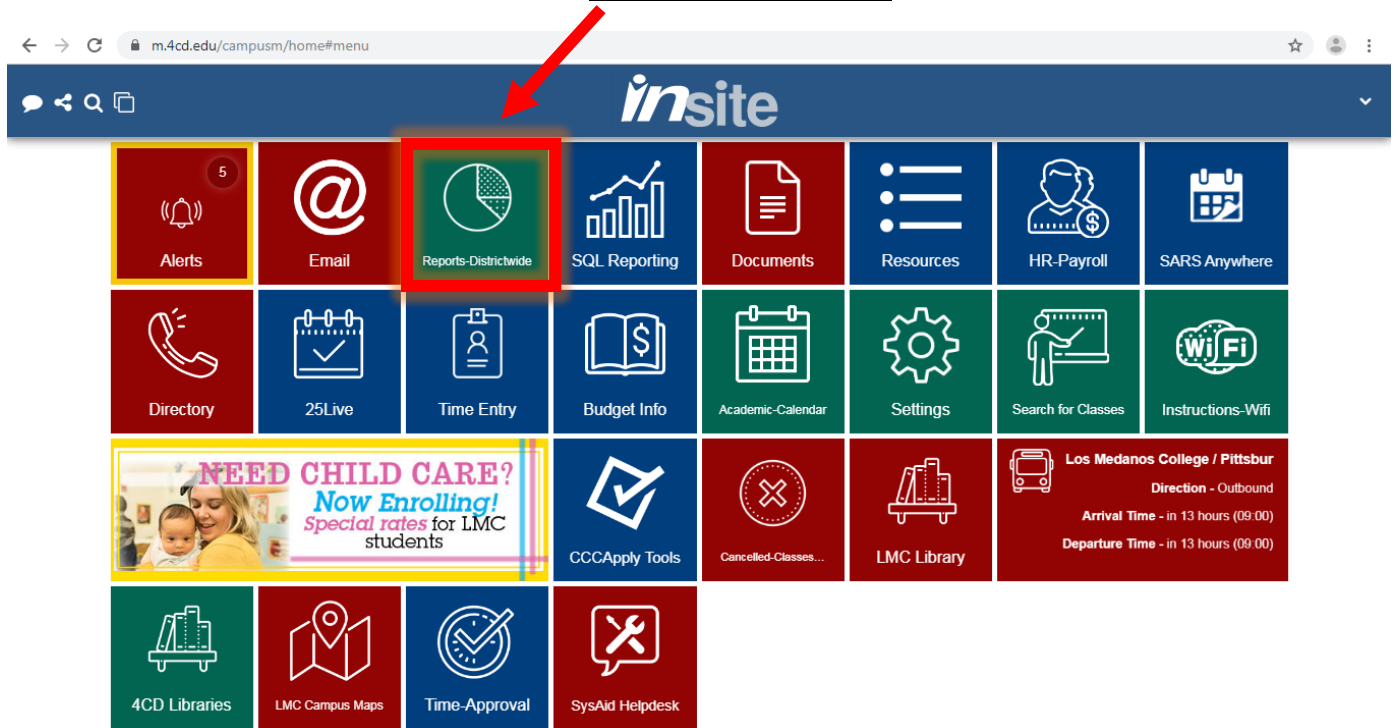 m.4cd.edu/campusm/home#menu
insite
5
Alerts
Email
Reports-Districtwide
SQL Reporting
Documents
Resources
HR-Payroll
SARS Anywhere
Directory
25Live
Time Entry
Budget Info
Academic-Calendar
Settings
Search for Classes
WiFi
Instructions-Wifi
NEED CHILD CARE?
Now Enrolling!
Special rates for LMC
students
CCCApply Tools
Cancelled-Classes...
LMC Library
Los Medanos College / Pittsbur
Direction - Outbound
Arrival Time - in 13 hours (09:00)
Departure Time - in 13 hours (09:00)
4CD Libraries
LMC Campus Maps
Time-Approval
SysAid Helpdesk